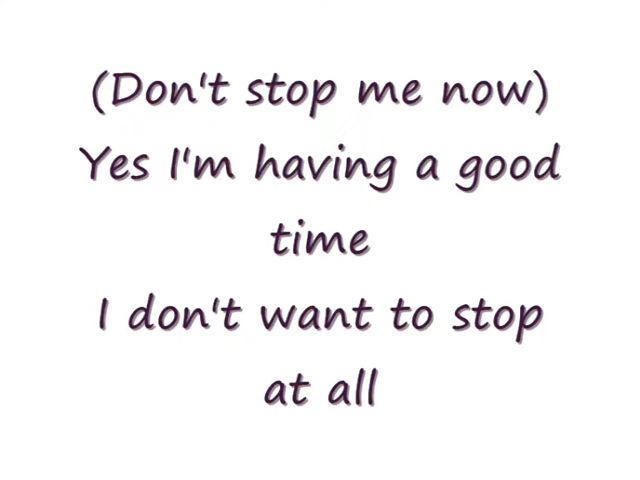 (Don't stop me now)
Yes I'm having a good
time
I don't want to stop
at all